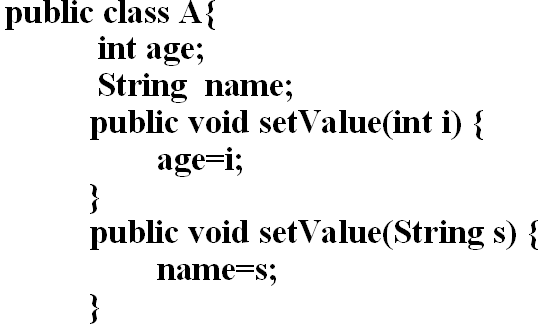 public class A{
int age;
String name;
public void setValue(int i) {
age=i;
}
public void setValue(String s) {
name=s;
}